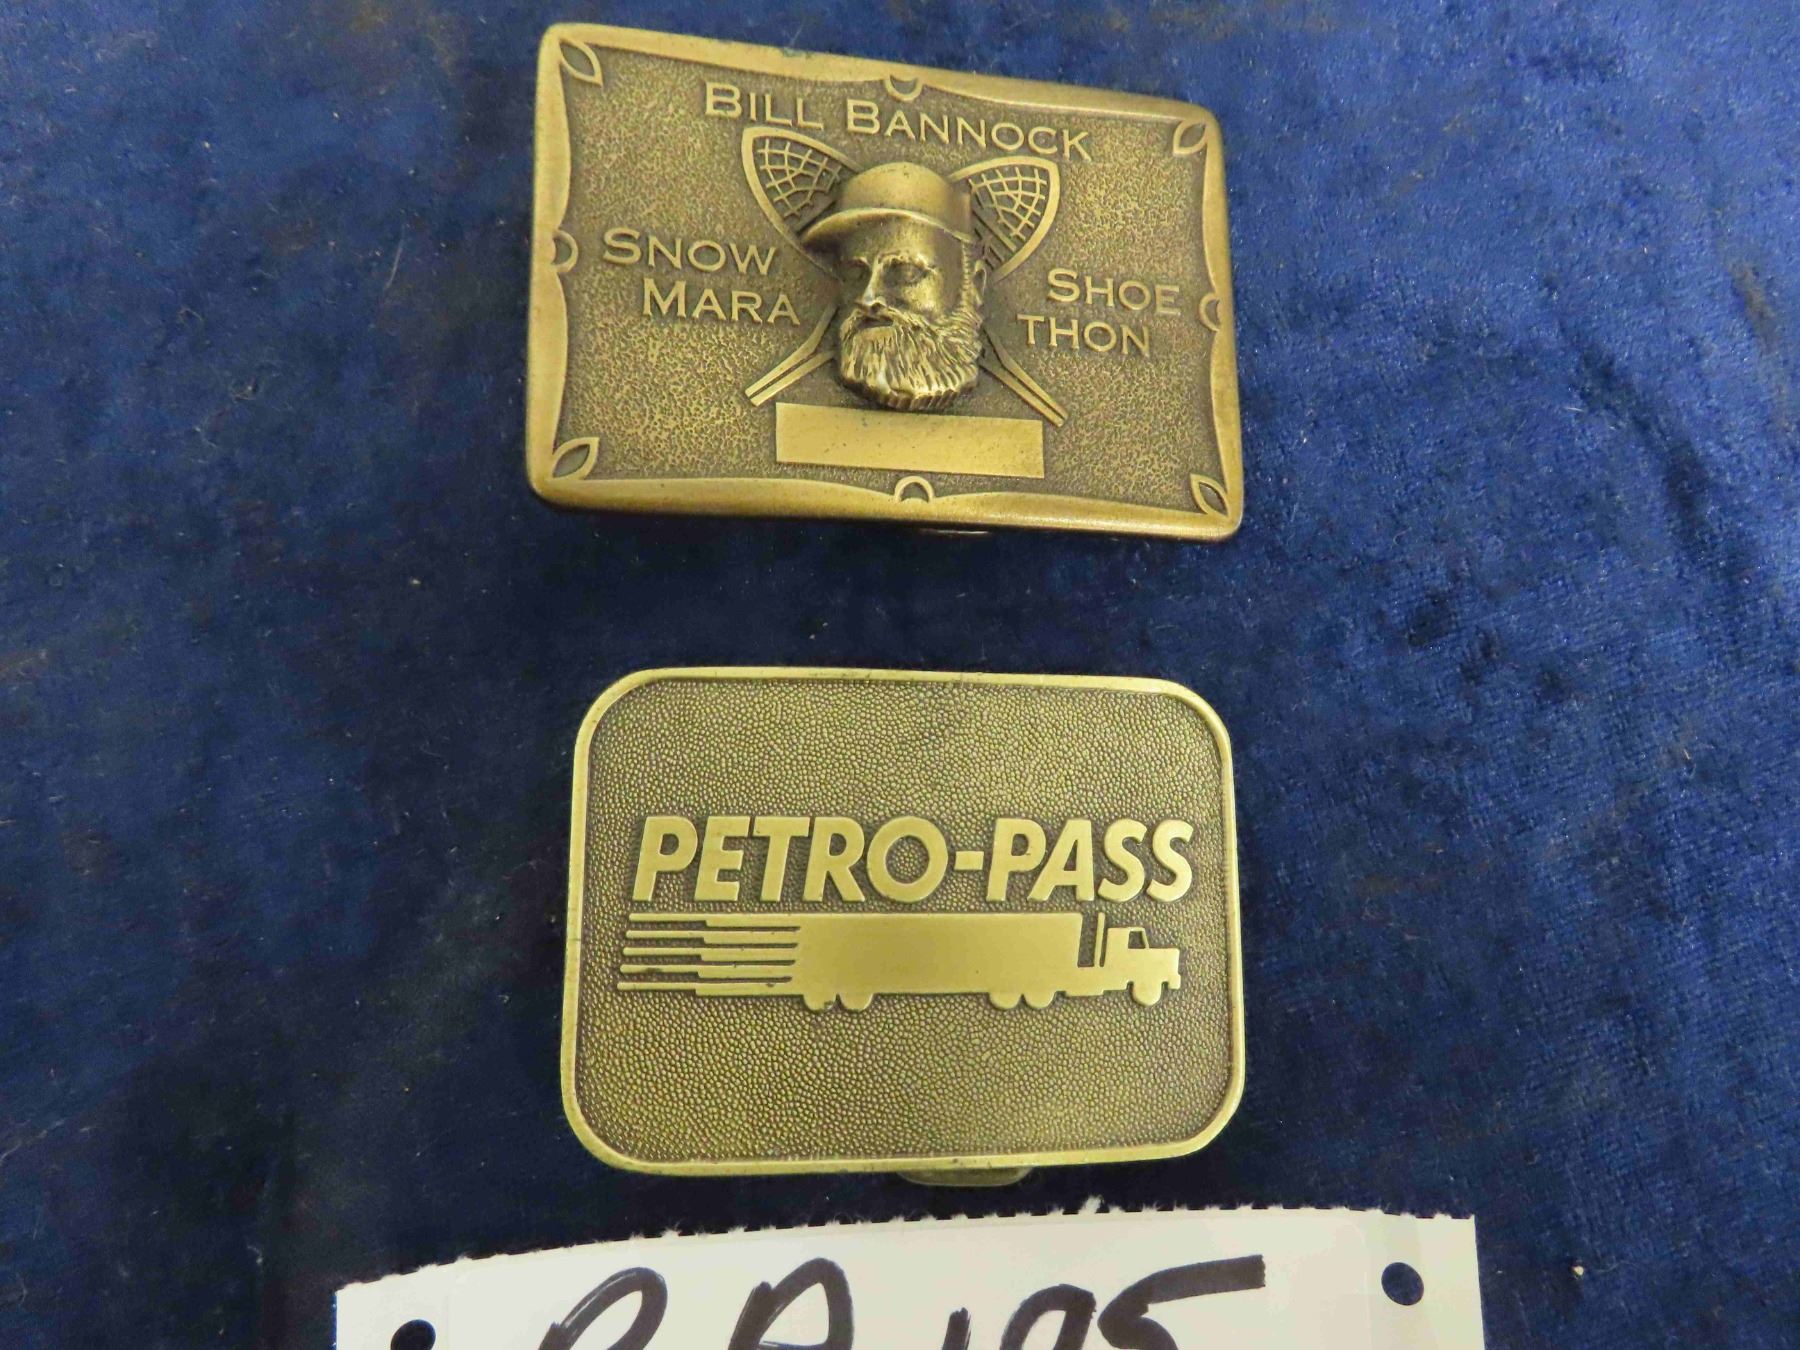 BILL BANNOCK
SNOW SHOE
MARA THON
PETRO-PASS